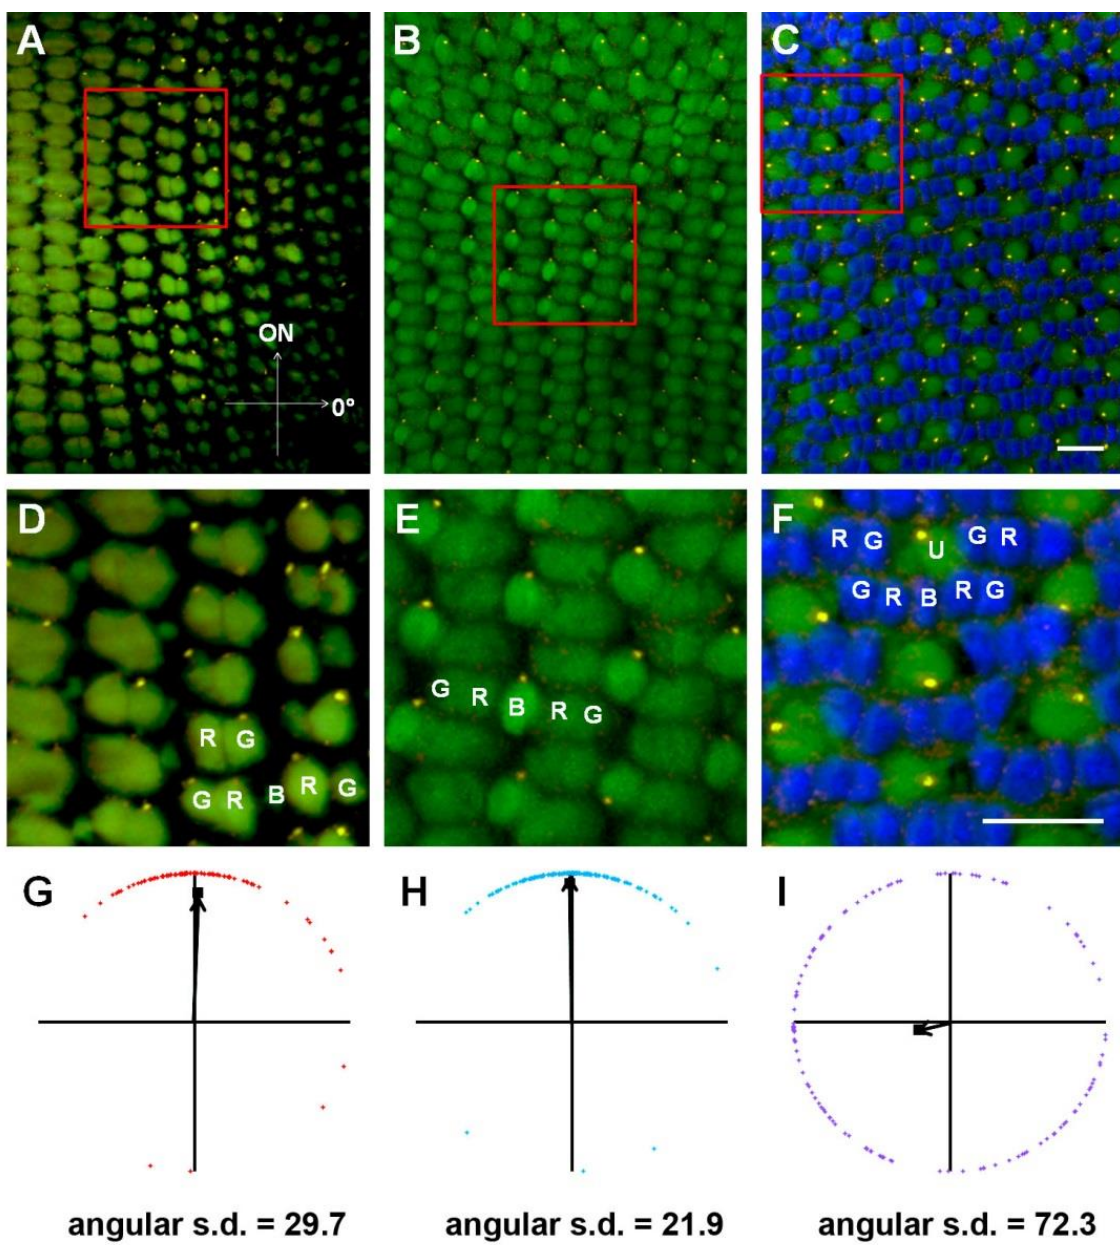 A
B
C
ON
0°
D
E
F
R G
G R B R G
G R B R G
R G U G R
G R B R G
G
H
I
angular s.d. = 29.7
angular s.d. = 21.9
angular s.d. = 72.3